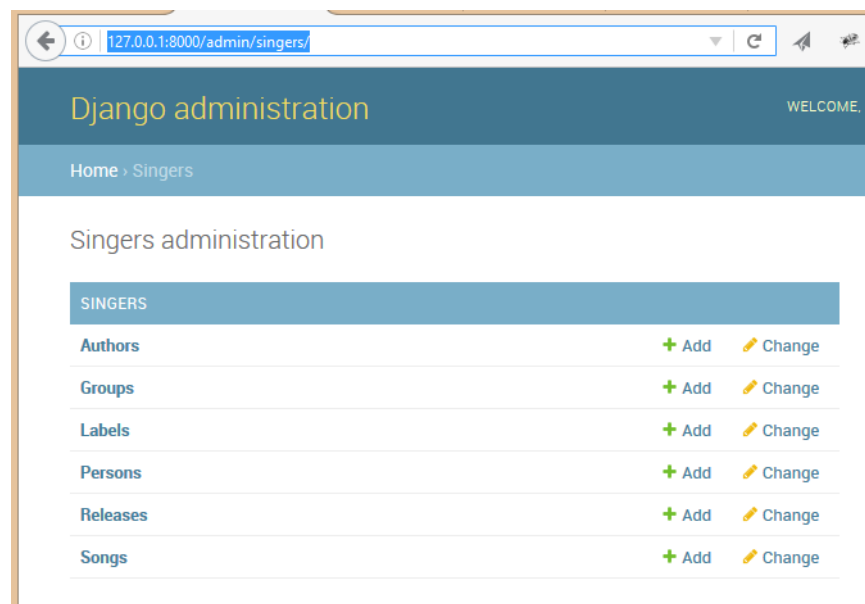 127.0.0.1:8000/admin/singers/
Django administration WELCOME,
Home › Singers
Singers administration
SINGERS
Authors Add Change
Groups Add Change
Labels Add Change
Persons Add Change
Releases Add Change
Songs Add Change